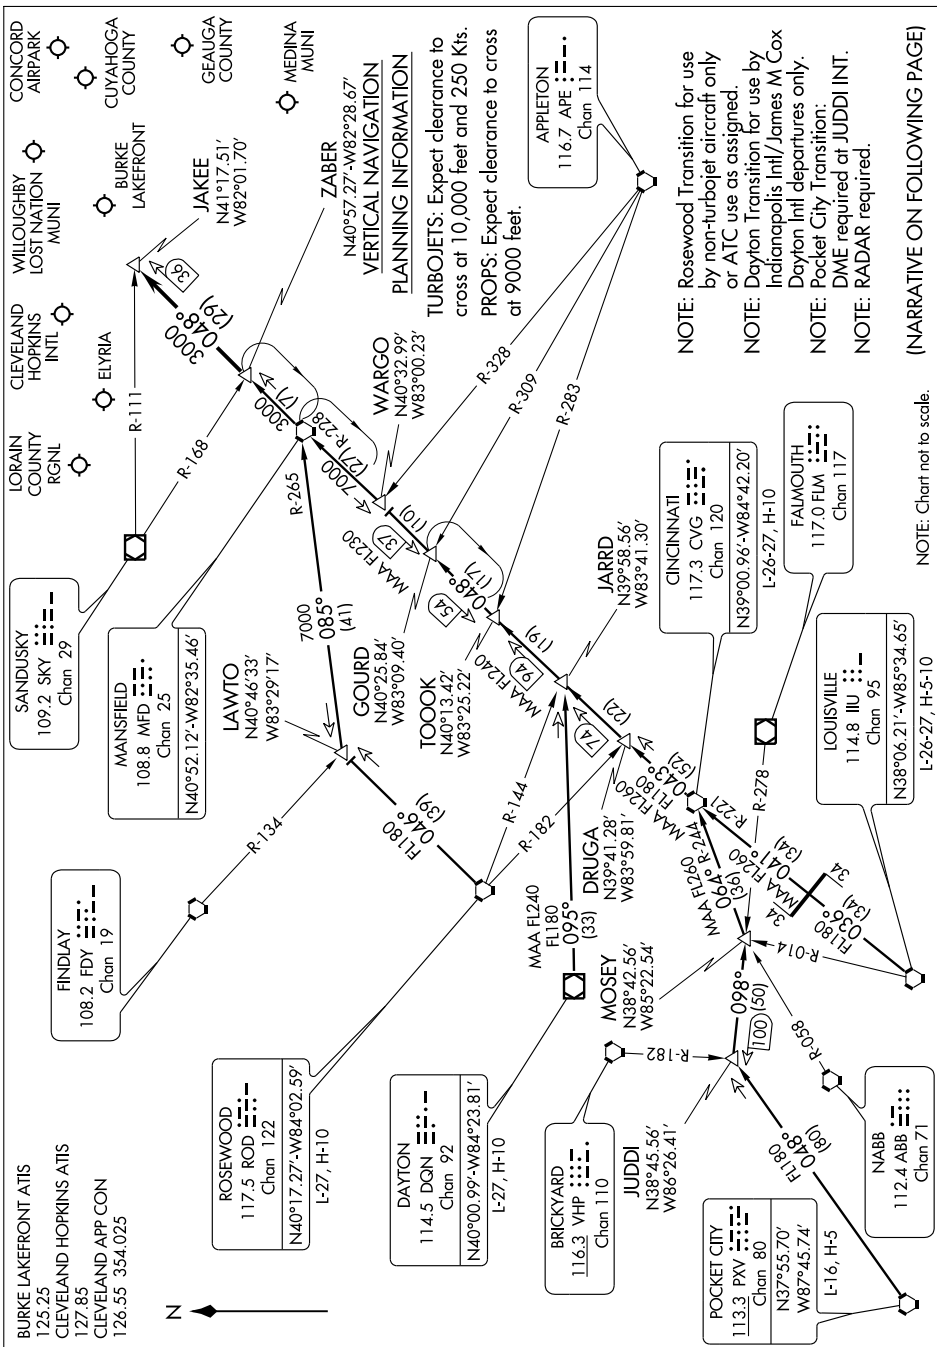 BURKE LAKEFRONT ATIS
125.25
CLEVELAND HOPKINS ATIS
127.85
CLEVELAND APP CON
126.55 354.025
N
LORAIN
COUNTY
RGNL
CLEVELAND
HOPKINS
INTL
ELYRIA
WILLOUGHBY
LOST NATION
MUNI
BURKE
LAKEFRONT
CONCORD
AIRPARK
CUYAHOGA
COUNTY
GEAUGA
COUNTY
MEDINA
MUNI
SANDUSKY
109.2 SKY
Chan 29
R-111
R-168
JAKEE
N41°17.51′
W82°01.70′
36
3000
048°
(29)
ZABER
N40°57.27′-W82°28.67′
VERTICAL NAVIGATION
PLANNING INFORMATION
TURBOJETS: Expect clearance to
cross at 10,000 feet and 250 Kts.
PROPS: Expect clearance to cross
at 9000 feet.
MANSFIELD
108.8 MFD
Chan 25
N40°52.12′-W82°35.46′
3000
(7)
R-265
R-228
7000
(27)
WARGO
N40°32.99′
W83°00.23′
APPLETON
116.7 APE
Chan 114
R-328
R-309
R-283
FINDLAY
108.2 FDY
Chan 19
R-134
LAWTO
N40°46.33′
W83°29.17′
7000
085°
(41)
37
MAA FL230
(10)
GOURD
N40°25.84′
W83°09.40′
54
048°
(17)
TOOOK
N40°13.42′
W83°25.22′
MAA FL240
94
(19)
JARRD
N39°58.56′
W83°41.30′
74
(22)
ROSEWOOD
117.5 ROD
Chan 122
N40°17.27′-W84°02.59′
L-27, H-10
FL180
046°
(39)
R-144
R-182
DAYTON
114.5 DQN
Chan 92
N40°00.99′-W84°23.81′
L-27, H-10
MAA FL240
FL180
095°
(33)
DRUGA
N39°41.28′
W83°59.81′
MAA FL260
FL180
043°
(52)
CINCINNATI
117.3 CVG
Chan 120
N39°00.96′-W84°42.20′
L-26-27, H-10
FALMOUTH
117.0 FLM
Chan 117
R-278
R-221
R-244
MAA FL260
064°
(36)
MOSEY
N38°42.56′
W85°22.54′
041°
MAA FL260
(34)
34
34
FL180
036°
(34)
R-014
LOUISVILLE
114.8 IIU
Chan 95
N38°06.21′-W85°34.65′
L-26-27, H-5-10
BRICKYARD
116.3 VHP
Chan 110
R-182
JUDDI
N38°45.56′
W86°26.41′
098°
(50)
100
R-058
NABB
112.4 ABB
Chan 71
FL180
048°
(80)
POCKET CITY
113.3 PXV
Chan 80
N37°55.70′
W87°45.74′
L-16, H-5
NOTE: Rosewood Transition for use
by non-turbojet aircraft only
or ATC use as assigned.
NOTE: Dayton Transition for use by
Indianapolis Intl/James M Cox
Dayton Intl departures only.
NOTE: Pocket City Transition:
DME required at JUDDI INT.
NOTE: RADAR required.
(NARRATIVE ON FOLLOWING PAGE)
NOTE: Chart not to scale.